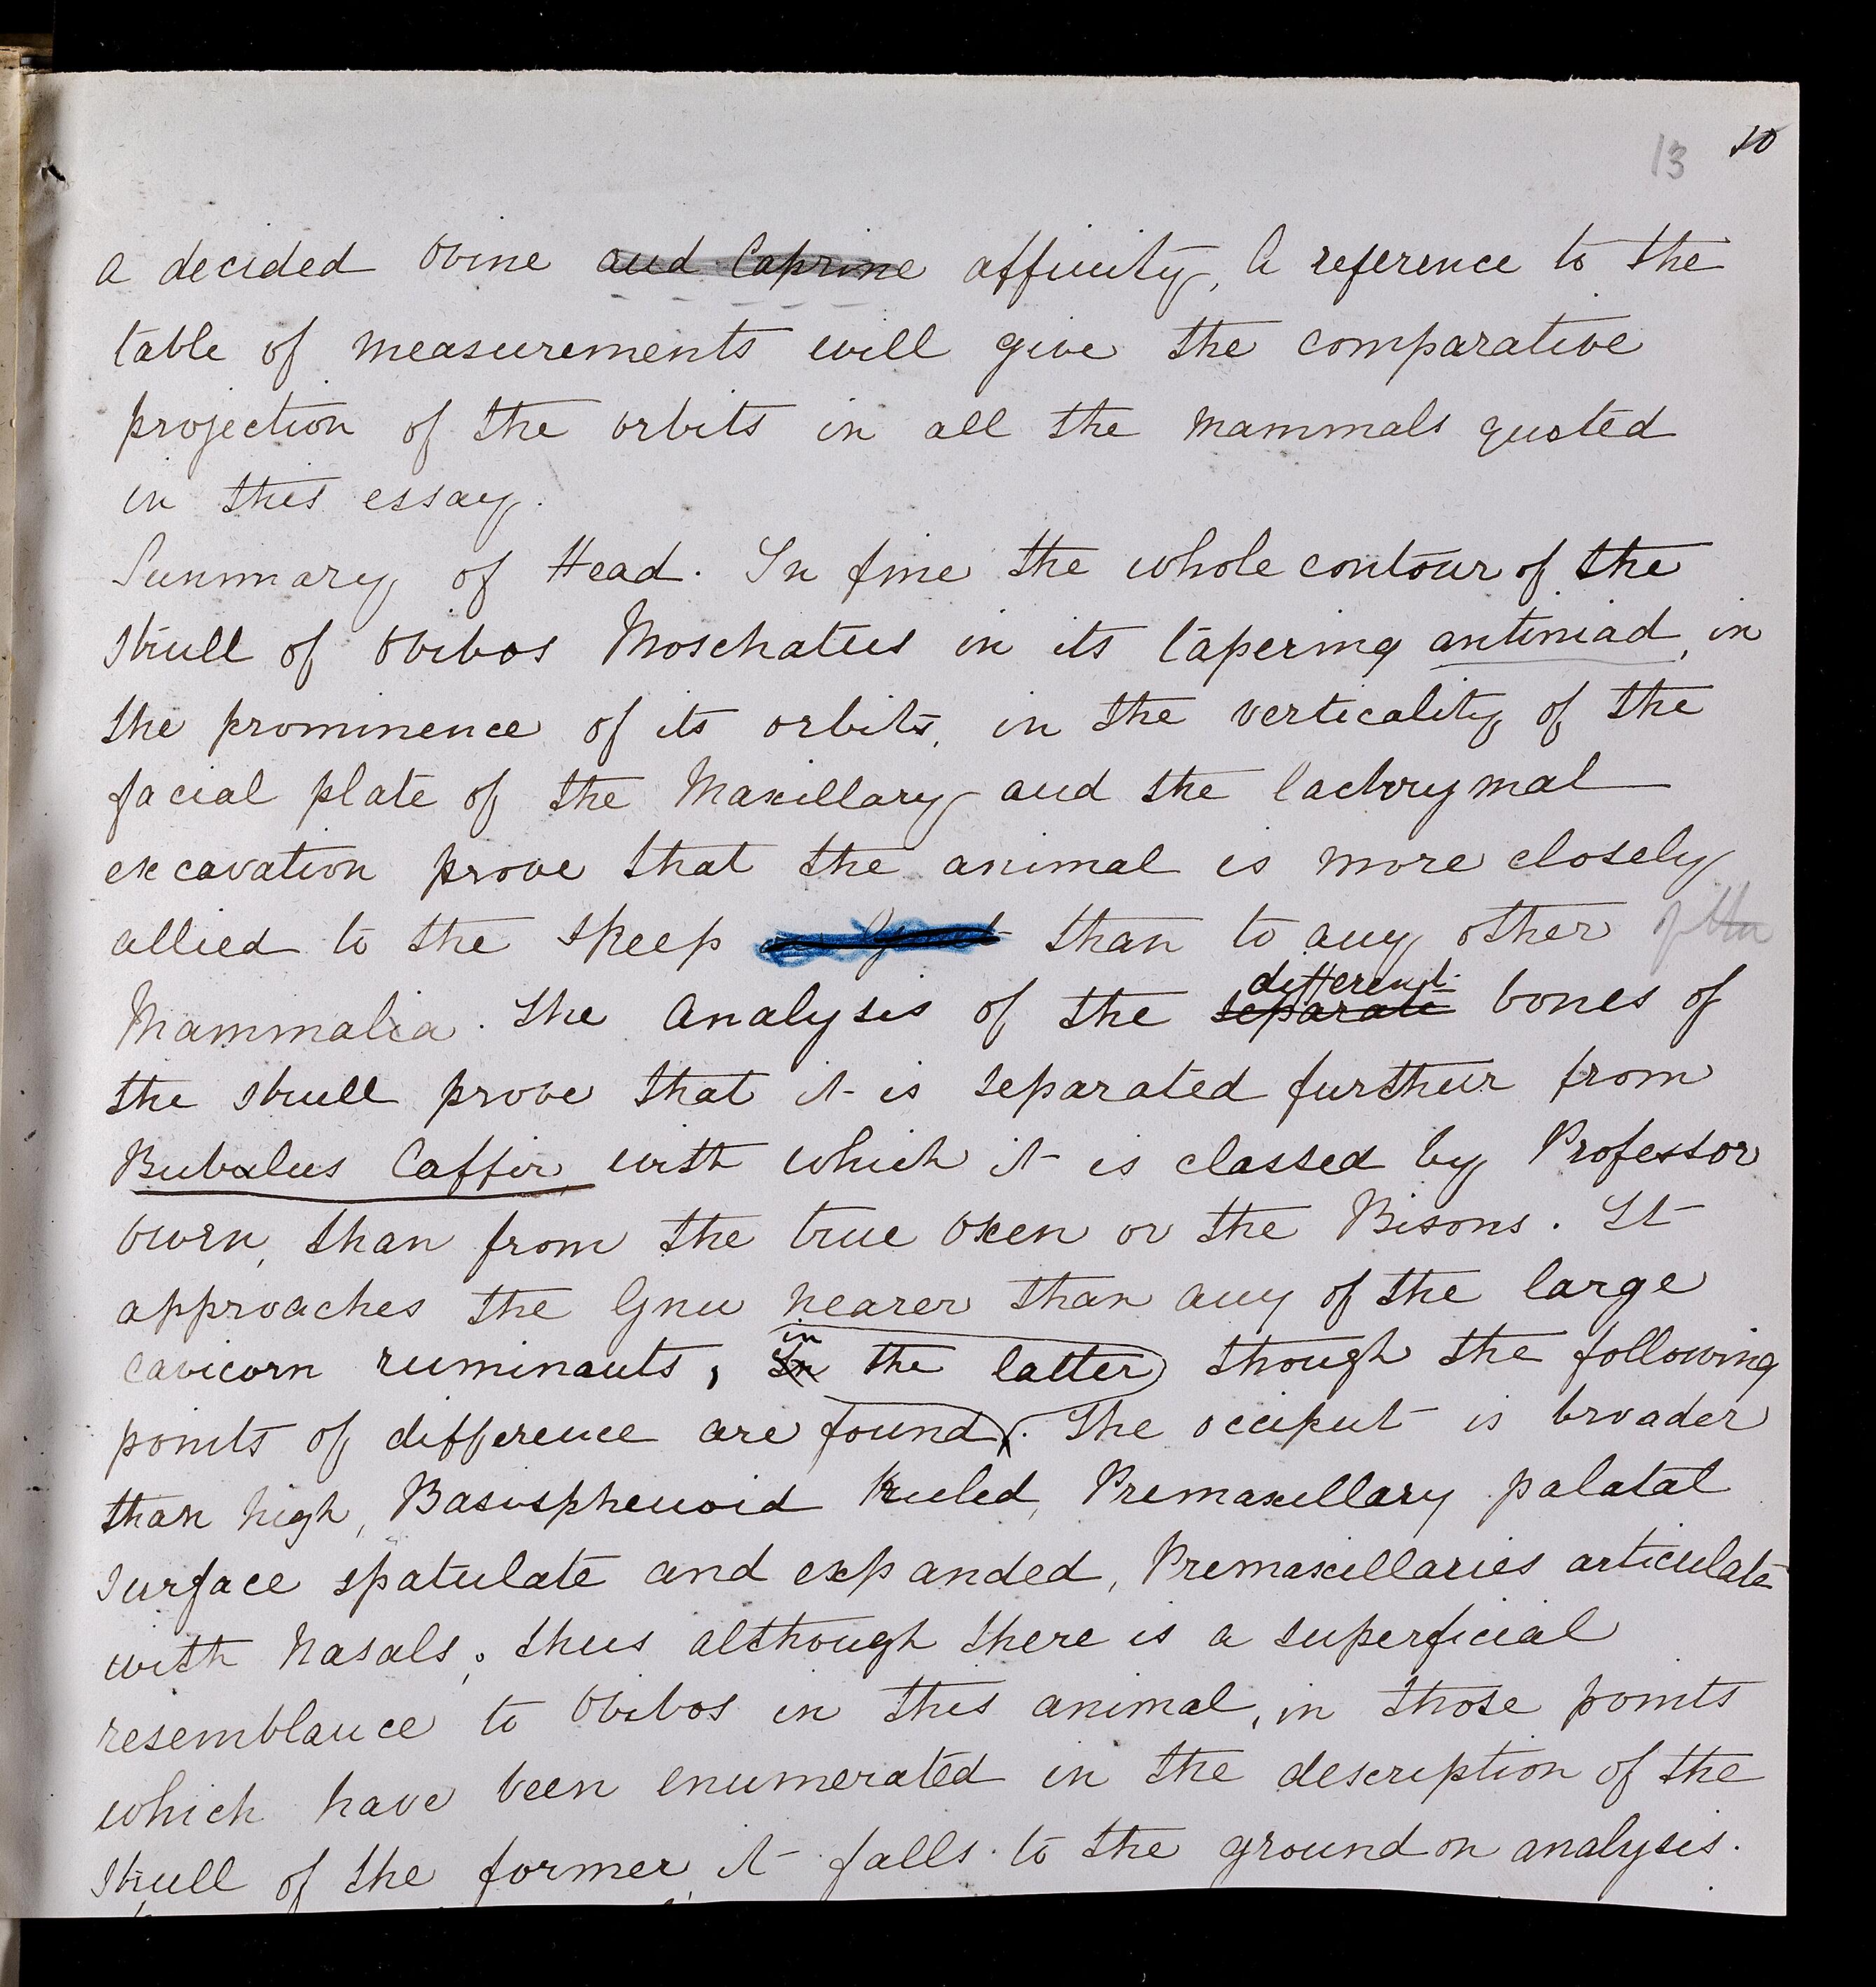 13 10
a decided Ovine and Caprine affinity, A reference to the
table of measurements will give the comparative
projection of the orbits in all the mammals quoted
in this essay.
Summary of Head. In fine the whole contour of the
skull of Ovibos Moschatus in its tapering antiniad, in
the prominence of its orbits, in the verticality of the
facial plate of the Maxillary and the lachrymal
excavation prove that the animal is more closely
allied to the sheep than to any other of the
different
Mammalia. The Analysis of the separate bones of
the skull prove that it is separated further from
Bubalus Caffir, with which it is classed by Professor
Owen, than from the true Oxen or the Bisons. It
approaches the Gnu nearer than any of the large
in
cavicorn ruminants, In the latter though the following
points of difference are found. The occiput is broader
than high, Basisphenoid keeled, Premaxillary palatal
surface spatulate and expanded, Premaxillaries articulate
with Nasals; thus although there is a superficial
resemblance to Ovibos in this animal, in those points
which have been enumerated in the description of the
skull of the former, it falls to the ground on analysis.